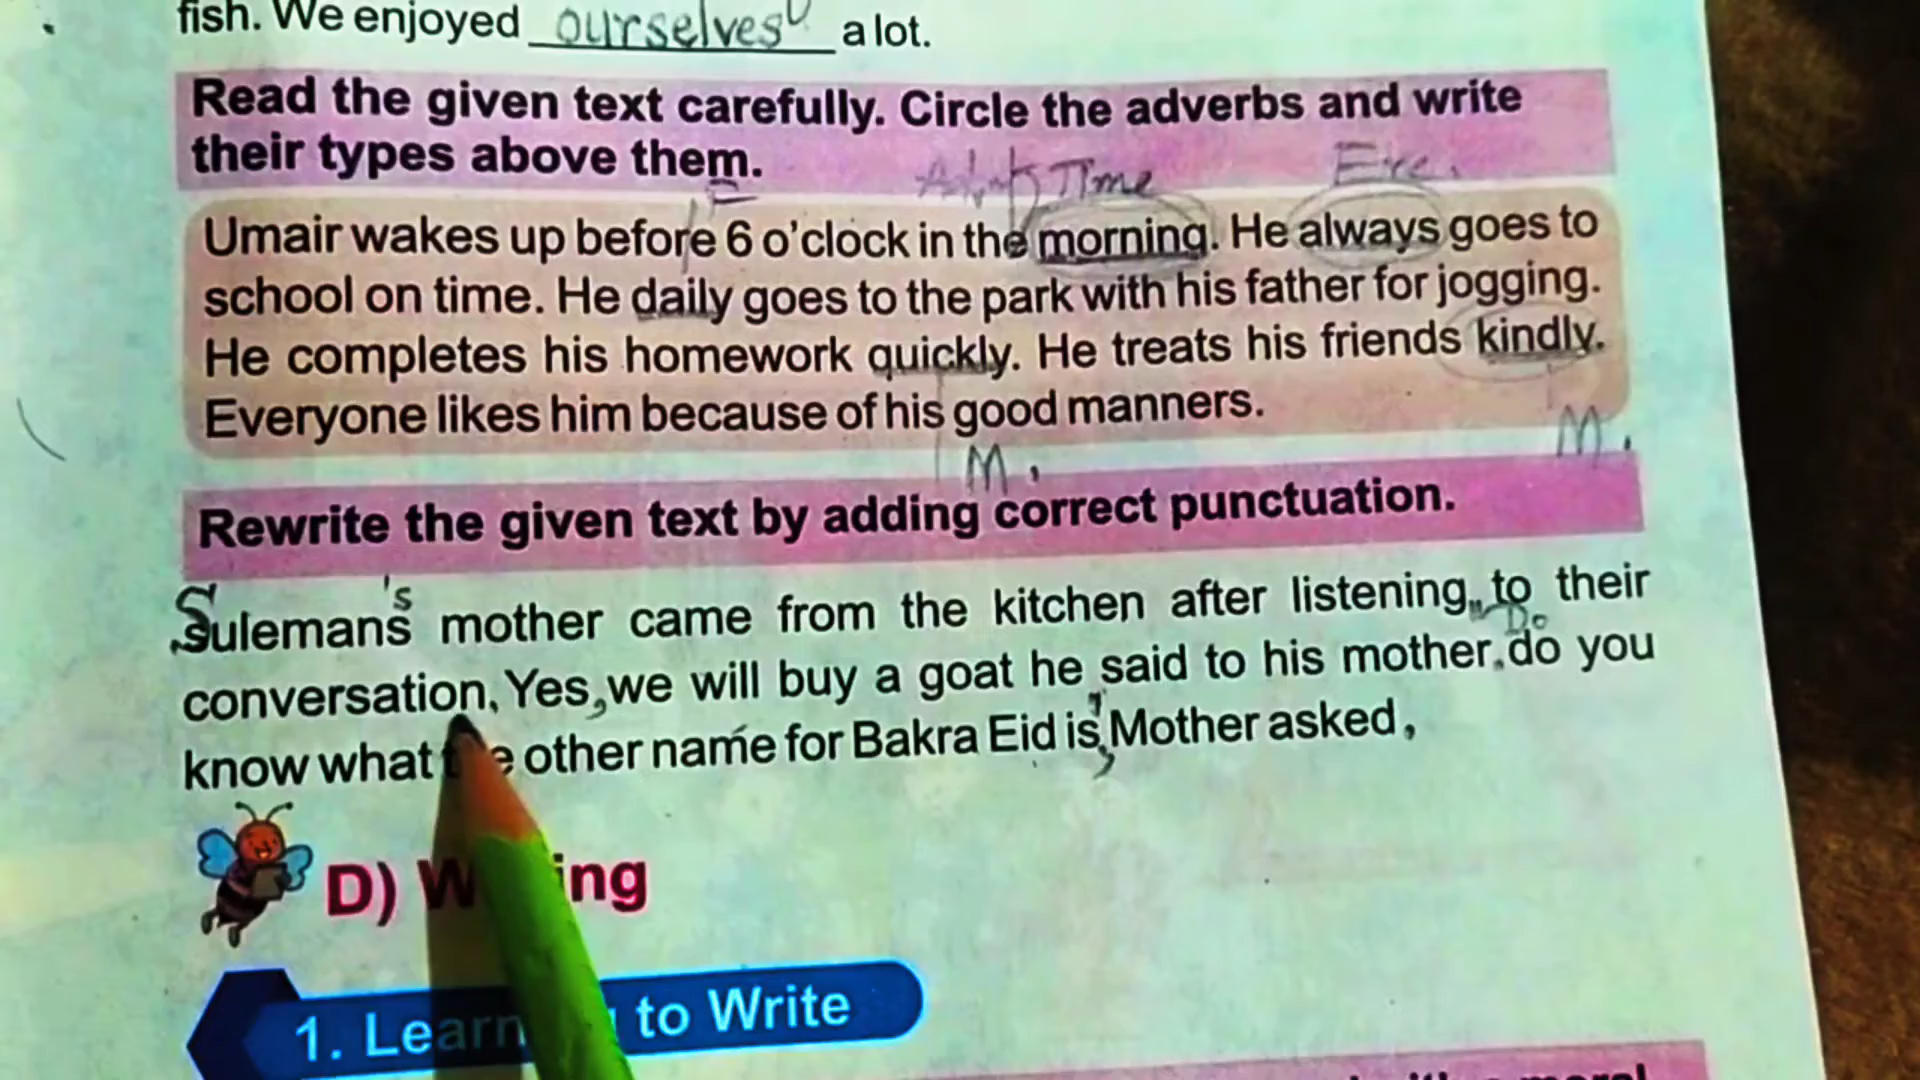 fish. We enjoyed ourselves a lot.
Read the given text carefully. Circle the adverbs and write
their types above them.
Time
Umair wakes up before 6 o'clock in the morning. He always goes to
school on time. He daily goes to the park with his father for jogging.
He completes his homework quickly. He treats his friends kindly.
Everyone likes him because of his good manners.
M.
M.
Rewrite the given text by adding correct punctuation.
S 's
sulemans mother came from the kitchen after listening to their
Do
conversation, Yes, we will buy a goat he said to his mother. do you
know what other name for Bakra Eid is, Mother asked,
D)
1. to Write